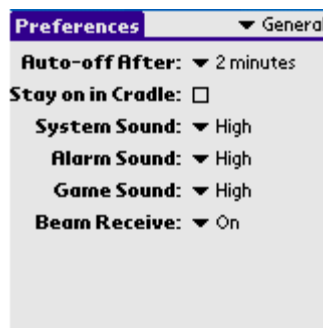 Preferences General
Auto-off After: 2 minutes
Stay on in Cradle:
System Sound: High
Alarm Sound: High
Game Sound: High
Beam Receive: On